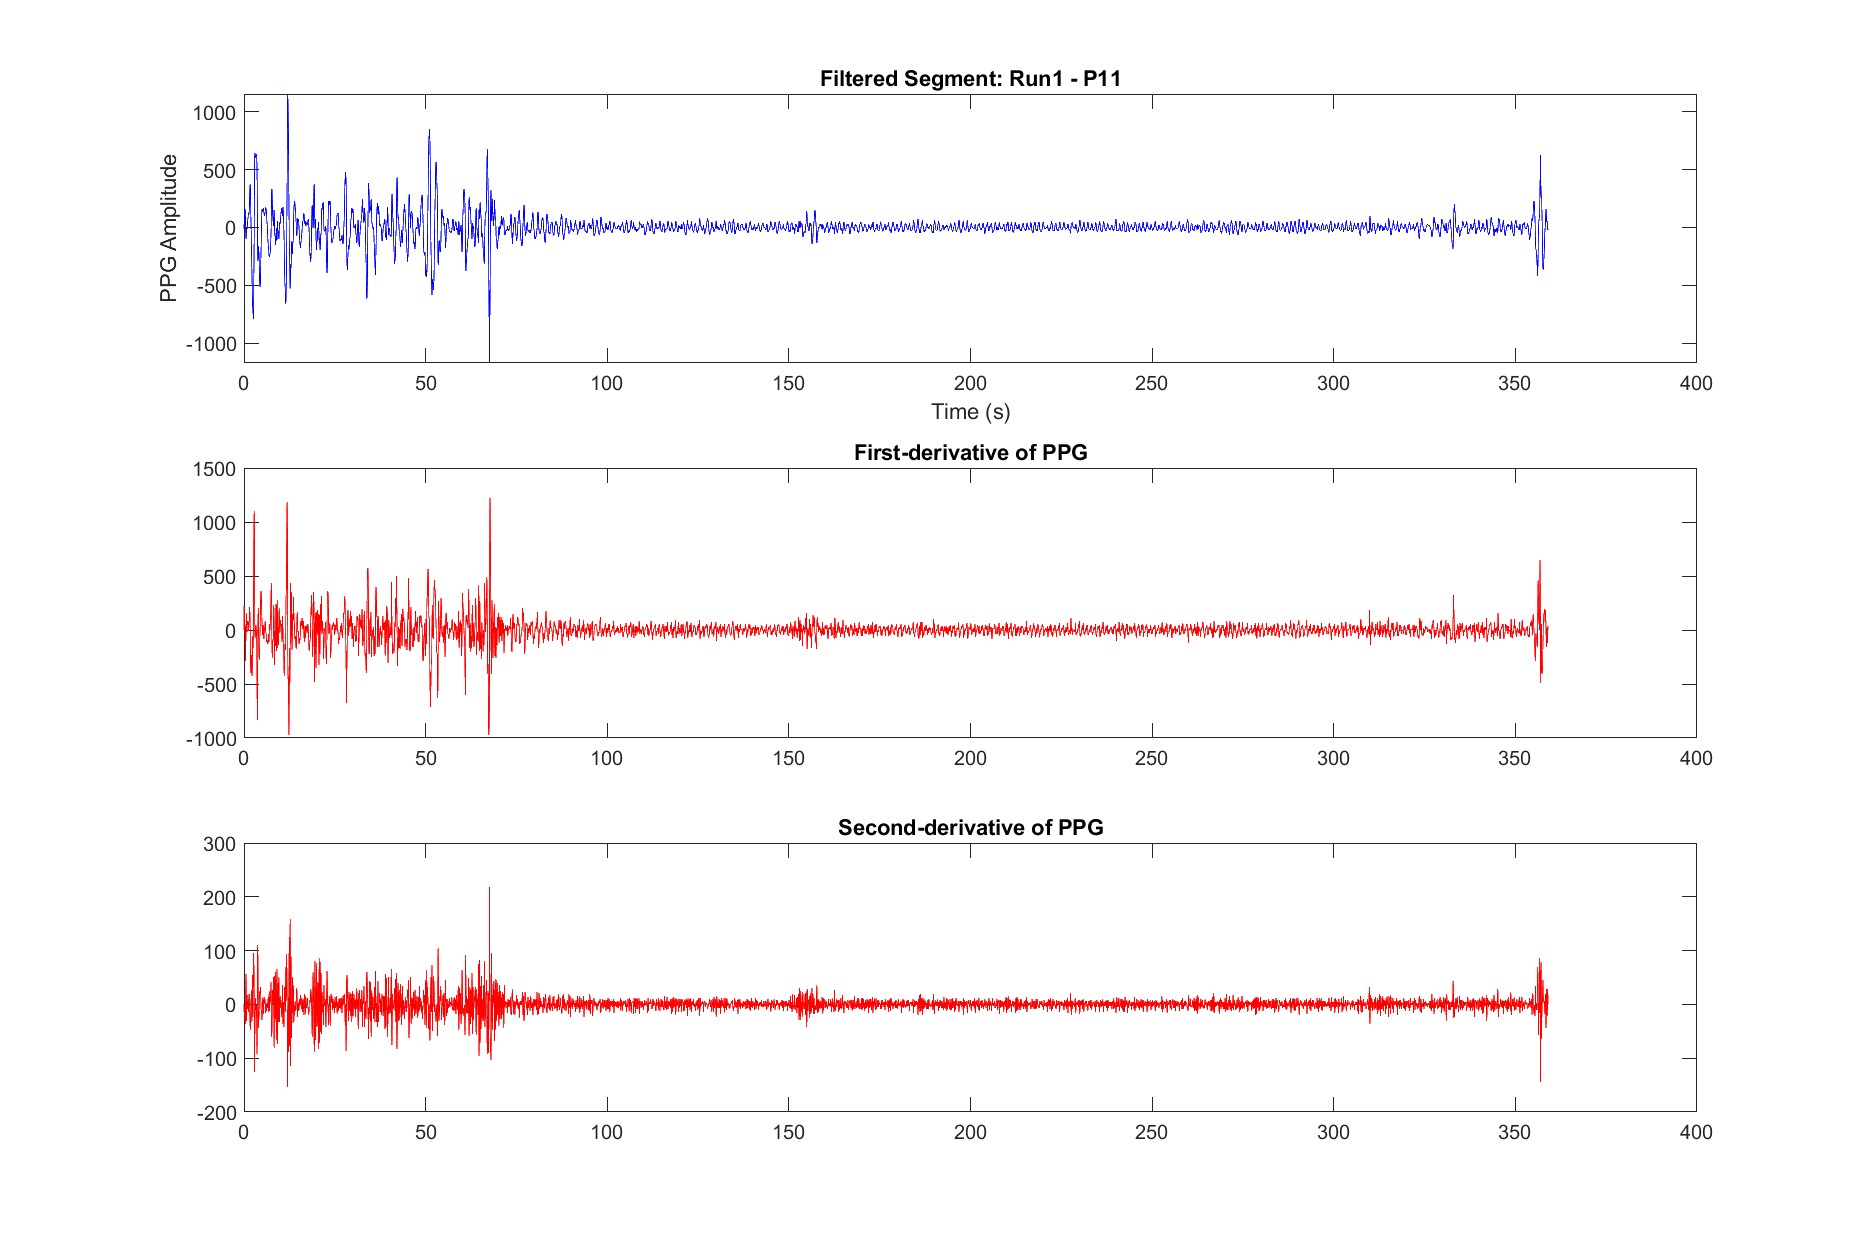 Filtered Segment: Run1 - P11
1000
500
0
-500
-1000
PPG Amplitude
0 50 100 150 200 250 300 350 400
Time (s)
First-derivative of PPG
1500
1000
500
0
-500
-1000
0 50 100 150 200 250 300 350 400
Second-derivative of PPG
300
200
100
0
-100
-200
0 50 100 150 200 250 300 350 400